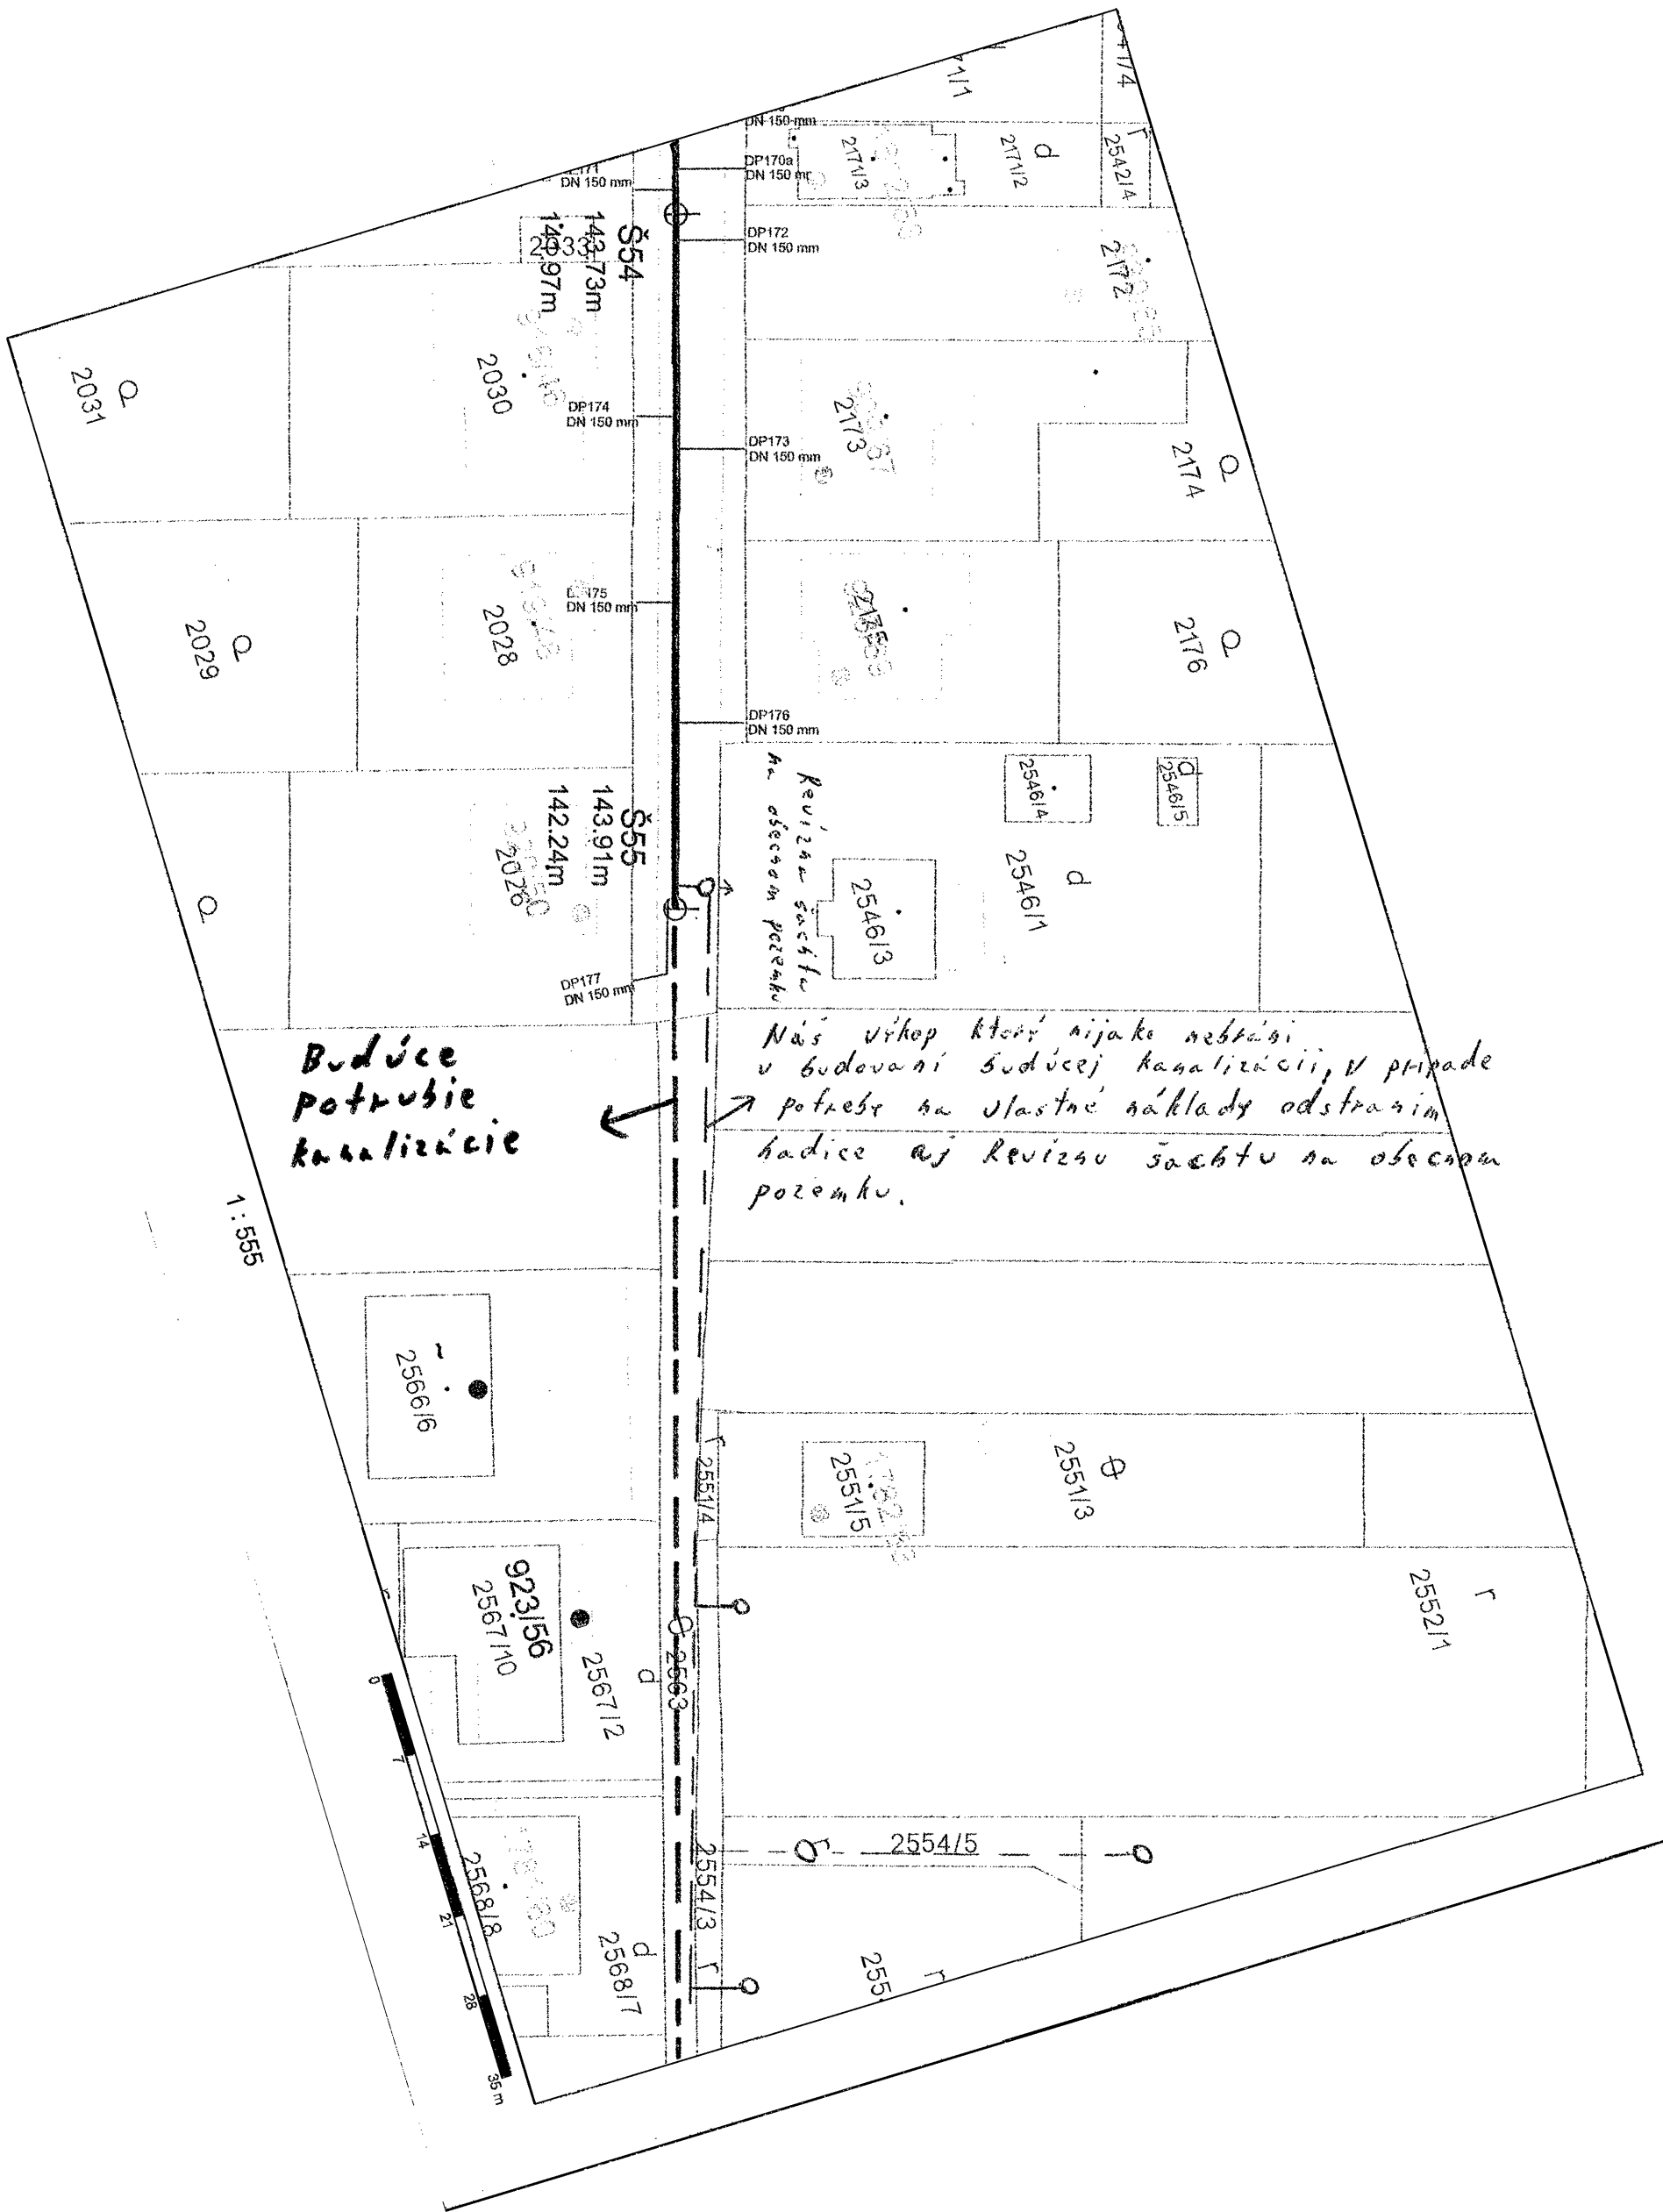 71/1
DN 150 mm
DP170a
DN 150 mm
2171/3
2171/2
d
r
2542/4
DN 150 mm
Š54
143.73m
2033
DP172
DN 150 mm
2172
2030
2031
DP174
DN 150 mm
DP173
DN 150 mm
2173
2174
2029
2028
DN 150 mm
2176
DP176
DN 150 mm
2546/4
d
2546/5
Š55
143.91m
142.24m
2026
Revízna šachta
na obecnom pozemku
2546/3
2546/1
d
DP177
DN 150 mm
Budúce
potrubie
kanalizácie
Náš výkop ktorý nijako nebráni
v budovaní budúcej kanalizácii, V prípade
potreby na vlastné náklady odstraním
hadice aj Revíznu šachtu na obecnom
pozemku.
1:555
2566/6
r
2551/4
2551/5
2551/3
923/56
2567/10
2567/2
d
2563
r
2552/1
0
7
14
21
28
35 m
2568/8
d
2568/7
2554/3
r
r
2554/5
255
r